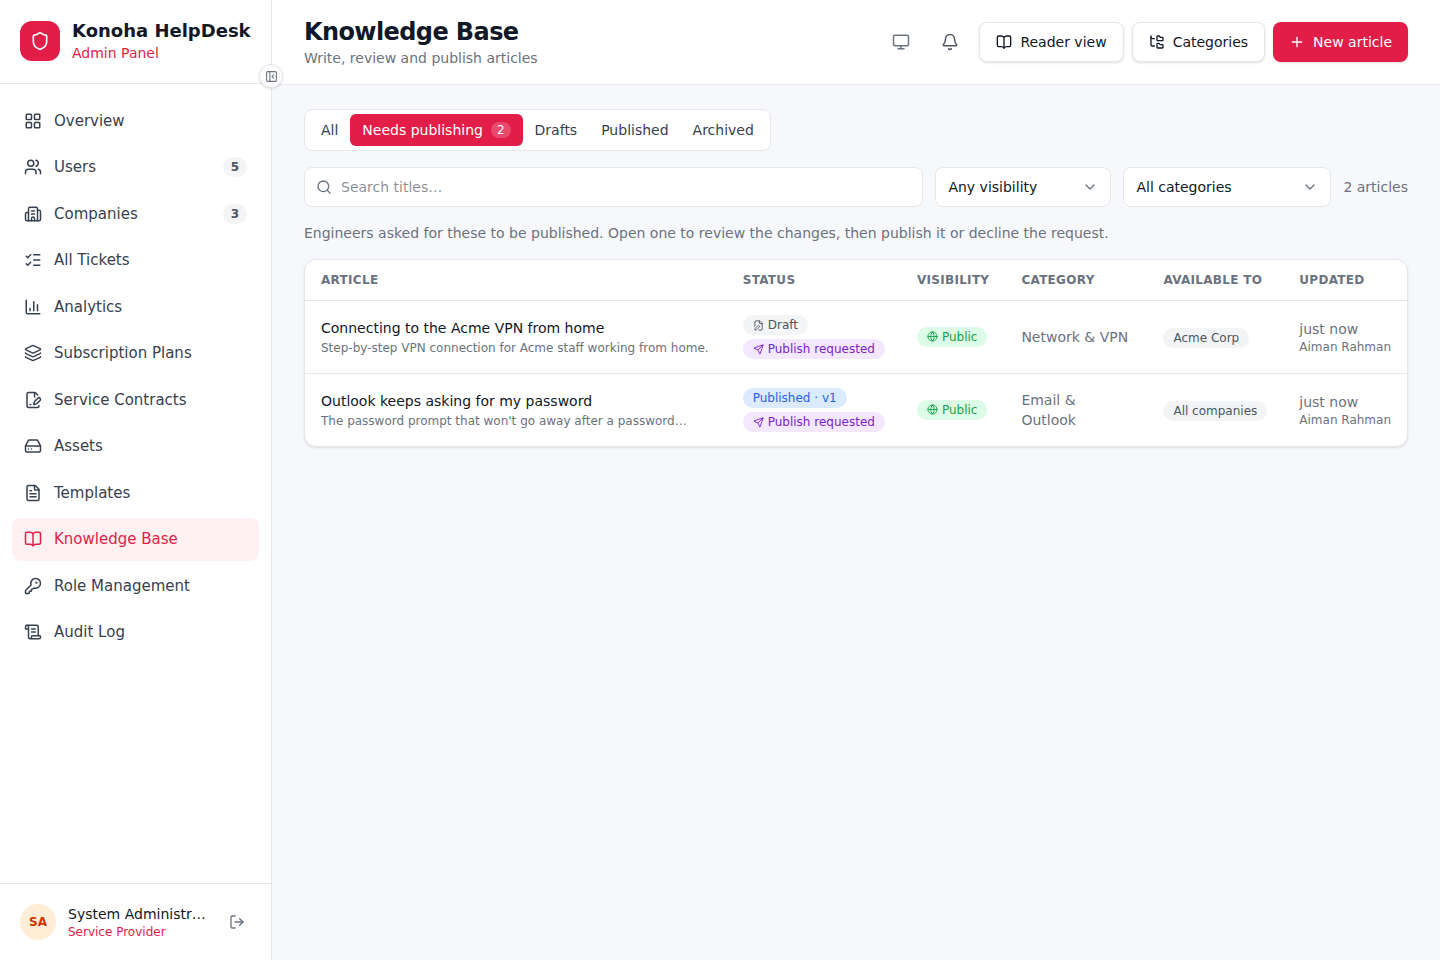 Konoha HelpDesk
Admin Panel
Overview
Users 5
Companies 3
All Tickets
Analytics
Subscription Plans
Service Contracts
Assets
Templates
Knowledge Base
Role Management
Audit Log
SA
System Administr...
Service Provider
Knowledge Base
Write, review and publish articles
Reader view
Categories
New article
All
Needs publishing 2
Drafts
Published
Archived
Search titles...
Any visibility
All categories
2 articles
Engineers asked for these to be published. Open one to review the changes, then publish it or decline the request.
ARTICLE STATUS VISIBILITY CATEGORY AVAILABLE TO UPDATED
Connecting to the Acme VPN from home
Step-by-step VPN connection for Acme staff working from home.
Draft
Publish requested
Public
Network & VPN
Acme Corp
just now
Aiman Rahman
Outlook keeps asking for my password
The password prompt that won't go away after a password...
Published · v1
Publish requested
Public
Email &
Outlook
All companies
just now
Aiman Rahman